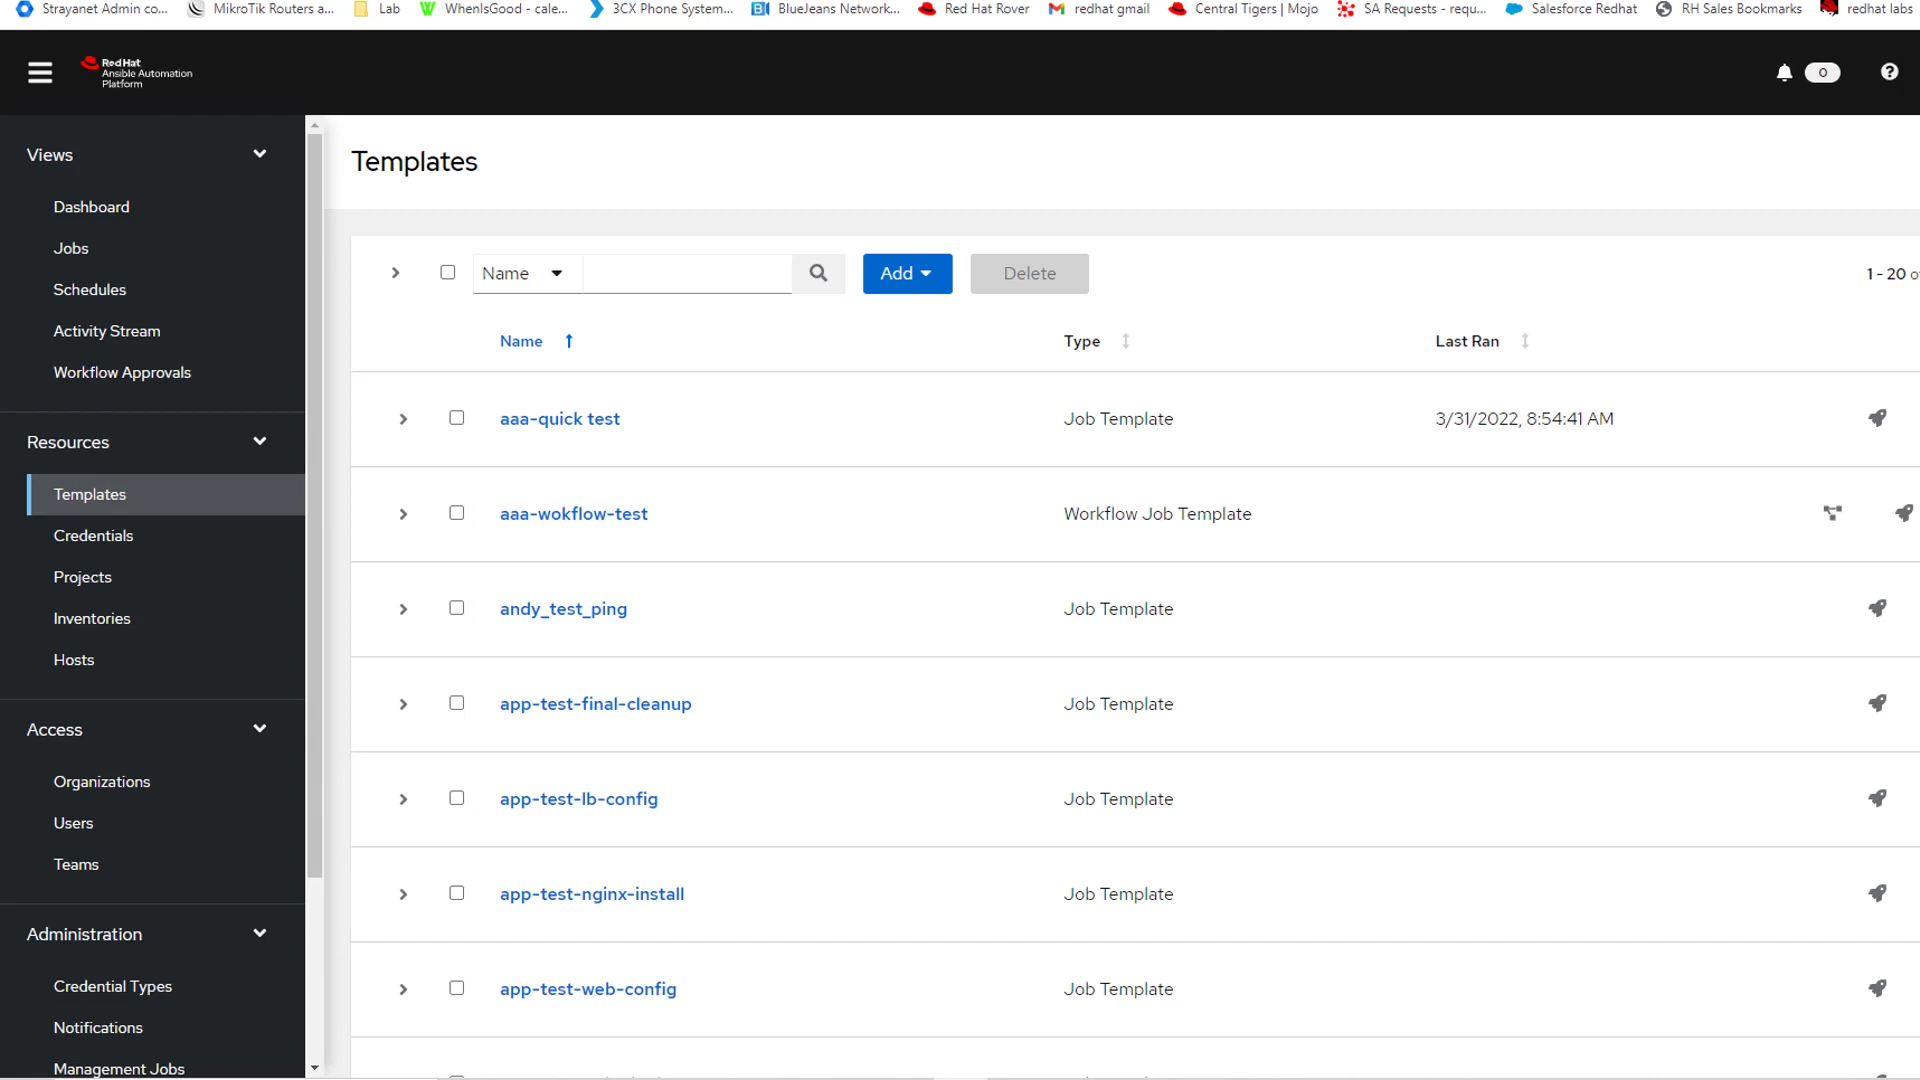 Strayanet Admin co... MikroTik Routers a... Lab WhenIsGood - cale... 3CX Phone System... BlueJeans Network... Red Hat Rover redhat gmail Central Tigers | Mojo SA Requests - requ... Salesforce Redhat RH Sales Bookmarks redhat labs
Red Hat
Ansible Automation
Platform
0
Views
Dashboard
Jobs
Schedules
Activity Stream
Workflow Approvals
Resources
Templates
Credentials
Projects
Inventories
Hosts
Access
Organizations
Users
Teams
Administration
Credential Types
Notifications
Management Jobs
Templates
Name Add Delete 1 - 20
Name Type Last Ran
aaa-quick test Job Template 3/31/2022, 8:54:41 AM
aaa-wokflow-test Workflow Job Template
andy_test_ping Job Template
app-test-final-cleanup Job Template
app-test-lb-config Job Template
app-test-nginx-install Job Template
app-test-web-config Job Template